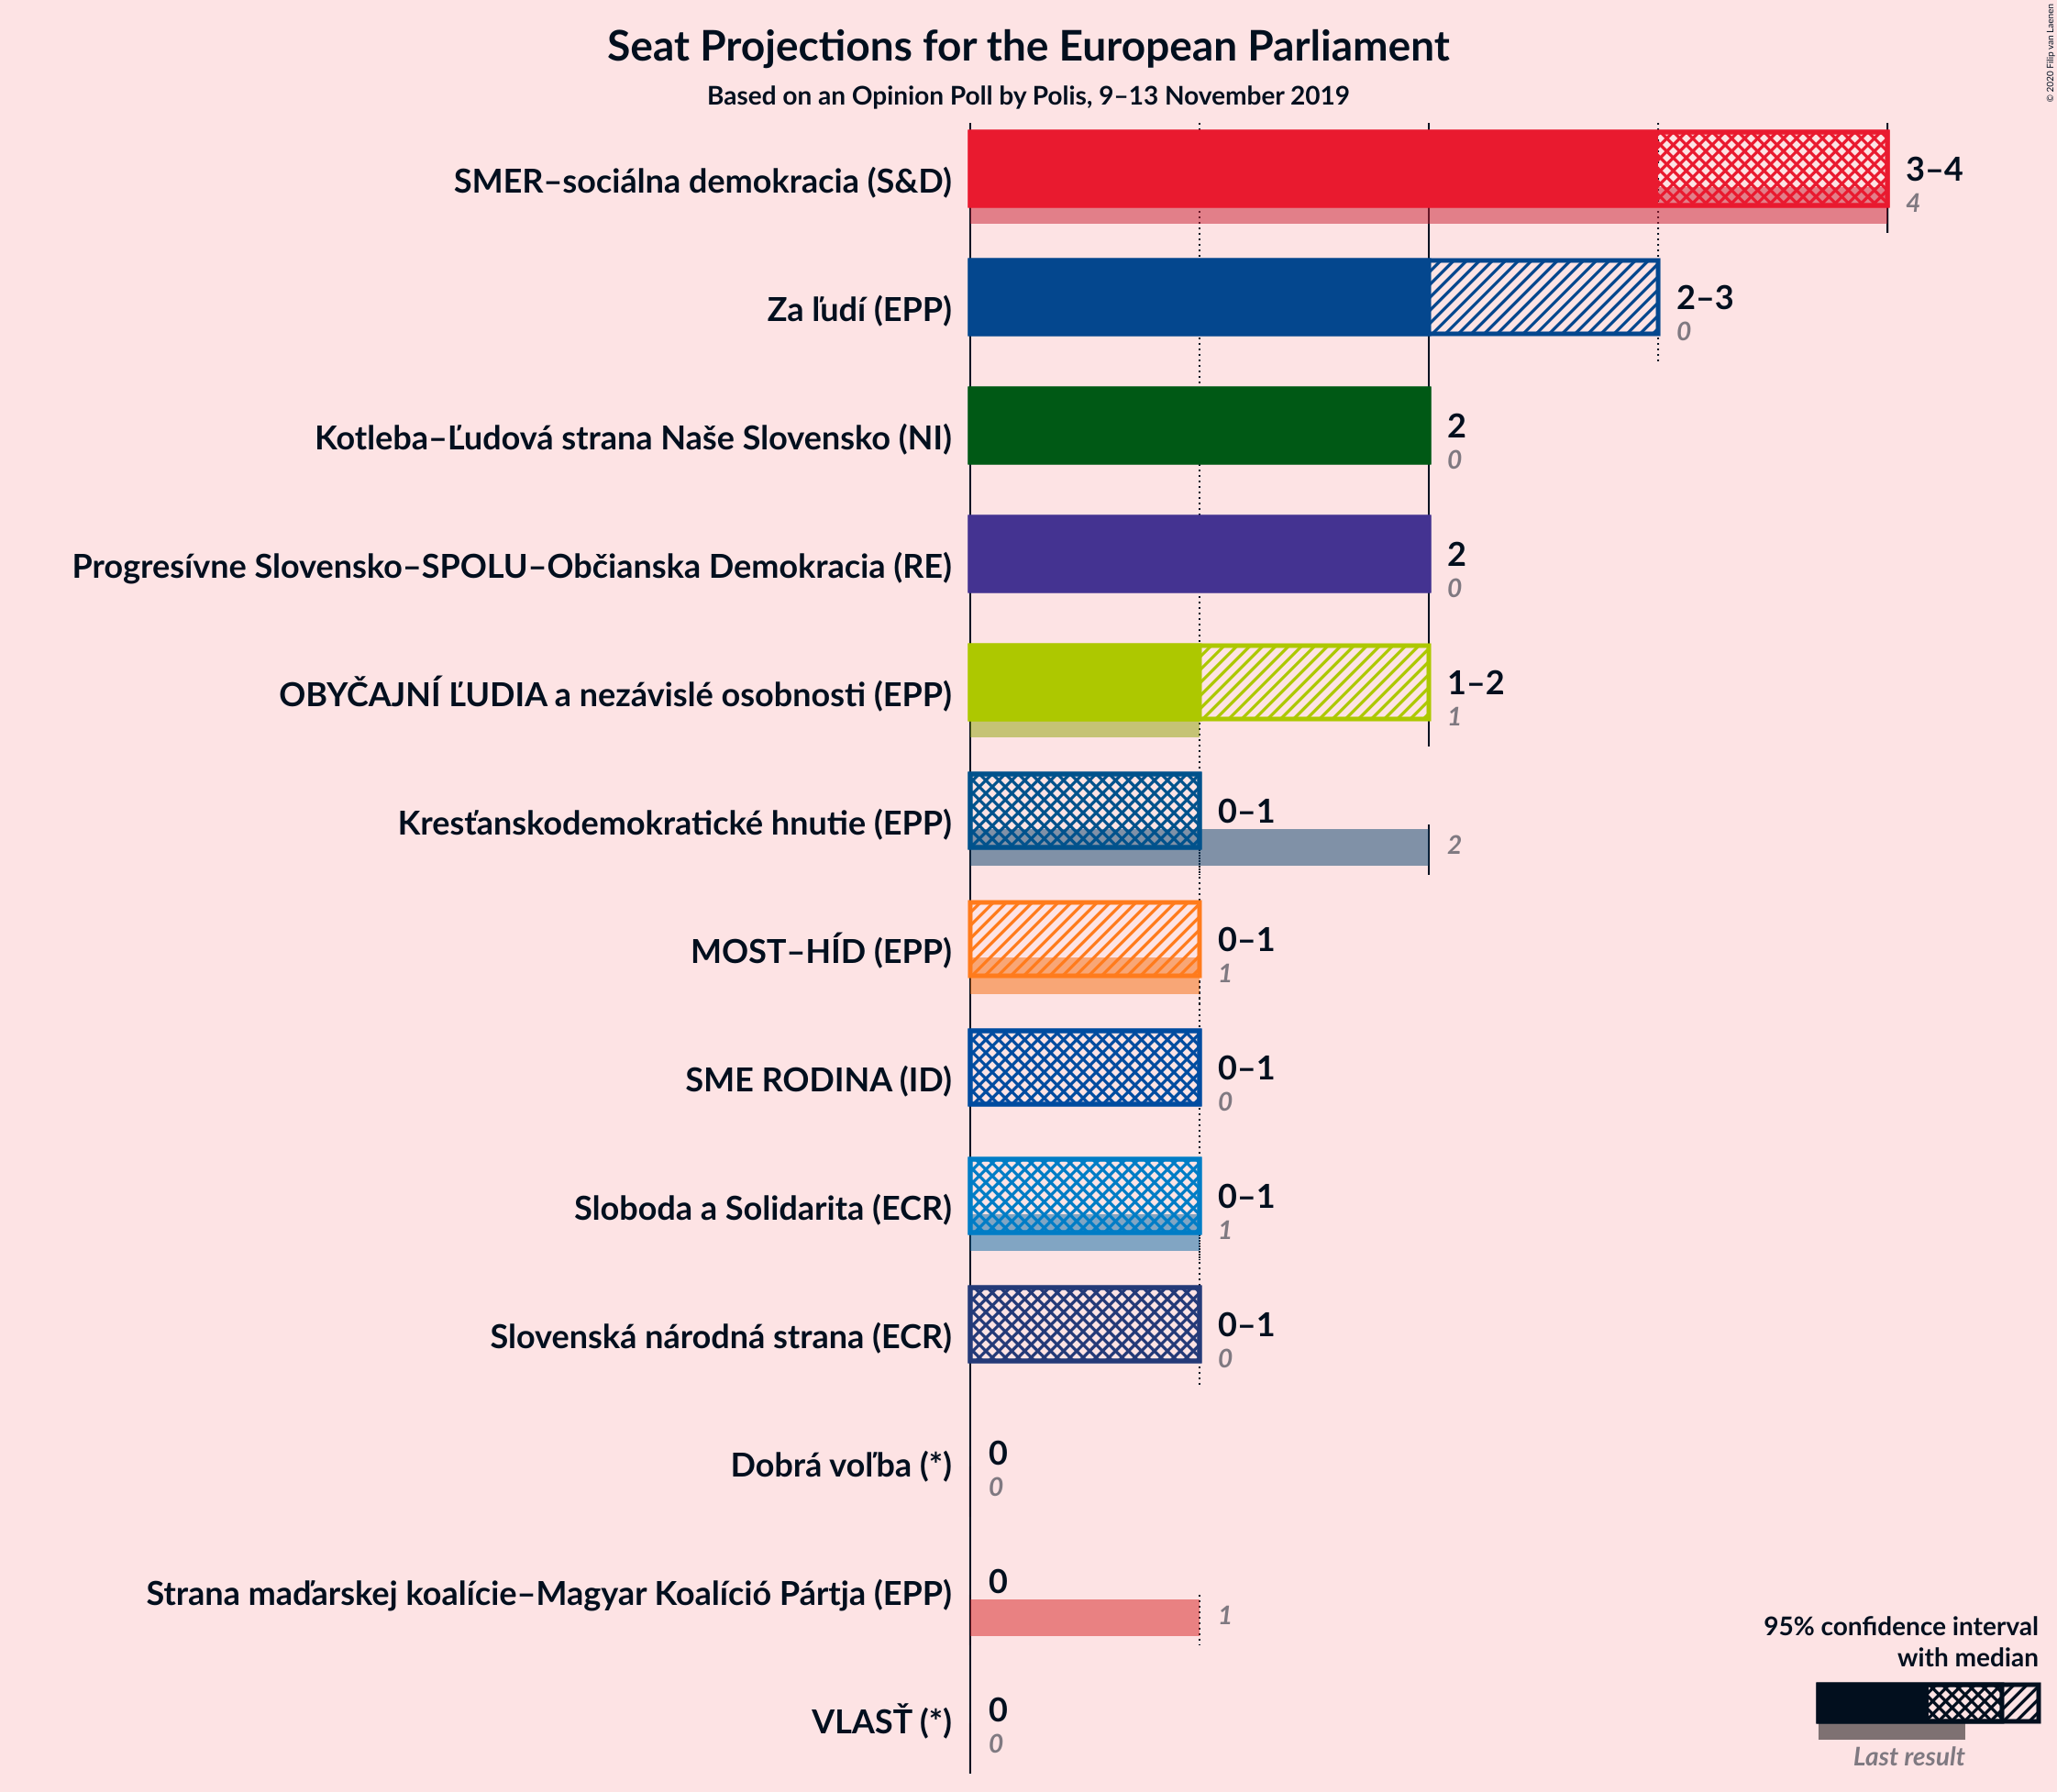 Seat Projections for the European Parliament
Based on an Opinion Poll by Polis, 9–13 November 2019
© 2020 Filip van Laenen
SMER–sociálna demokracia (S&D)
3–4
4
Za ľudí (EPP)
2–3
0
Kotleba–Ľudová strana Naše Slovensko (NI)
2
0
Progresívne Slovensko–SPOLU–Občianska Demokracia (RE)
2
0
OBYČAJNÍ ĽUDIA a nezávislé osobnosti (EPP)
1–2
1
Kresťanskodemokratické hnutie (EPP)
0–1
2
MOST–HÍD (EPP)
0–1
1
SME RODINA (ID)
0–1
0
Sloboda a Solidarita (ECR)
0–1
1
Slovenská národná strana (ECR)
0–1
0
Dobrá voľba (*)
0
0
Strana maďarskej koalície–Magyar Koalíció Pártja (EPP)
0
1
VLASŤ (*)
0
0
95% confidence interval
with median
Last result